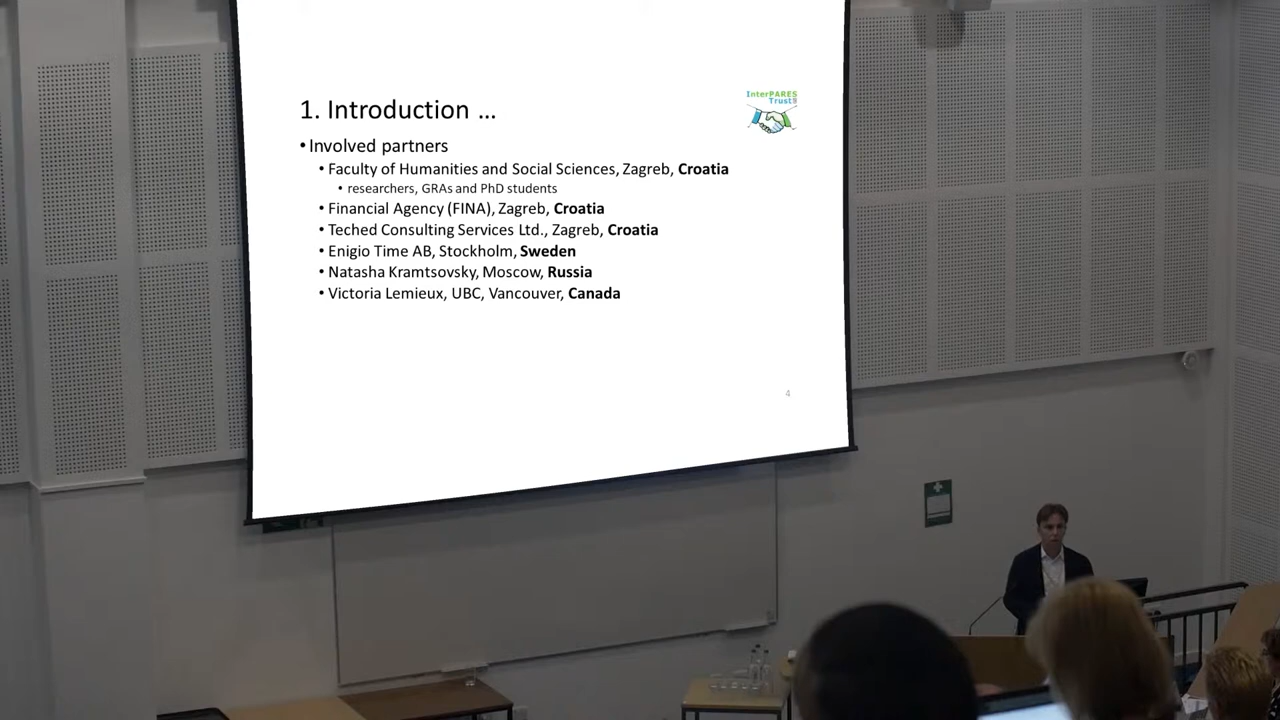 1. Introduction ...
InterPARES
Trust
• Involved partners
• Faculty of Humanities and Social Sciences, Zagreb, Croatia
• researchers, GRAs and PhD students
• Financial Agency (FINA), Zagreb, Croatia
• Teched Consulting Services Ltd., Zagreb, Croatia
• Enigio Time AB, Stockholm, Sweden
• Natasha Kramtsovsky, Moscow, Russia
• Victoria Lemieux, UBC, Vancouver, Canada
4